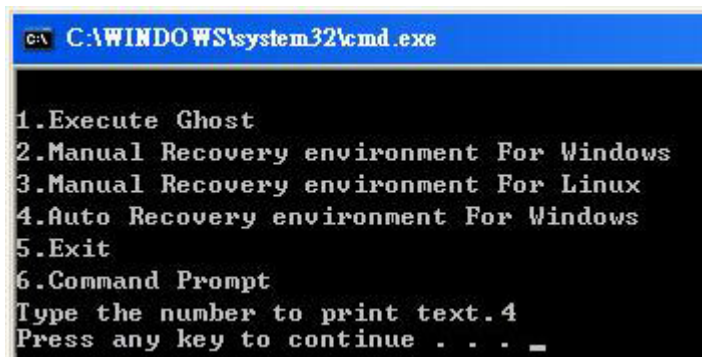 C:\WINDOWS\system32\cmd.exe
1.Execute Ghost
2.Manual Recovery environment For Windows
3.Manual Recovery environment For Linux
4.Auto Recovery environment For Windows
5.Exit
6.Command Prompt
Type the number to print text.4
Press any key to continue . . . _